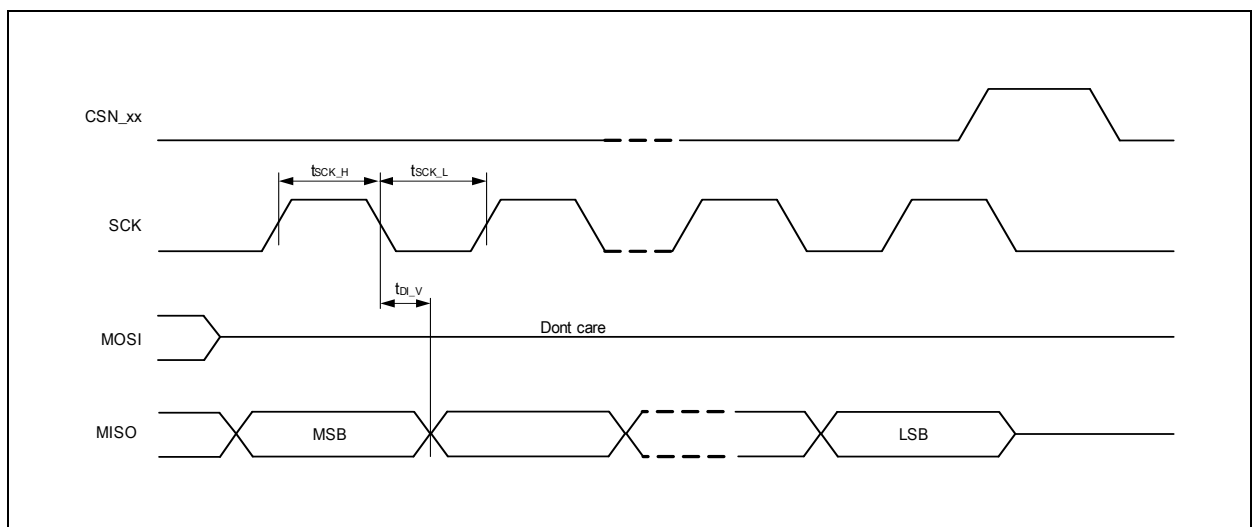 CSN_xx
tSCK_H
tSCK_L
SCK
tDI_V
Dont care
MOSI
MISO
MSB
LSB